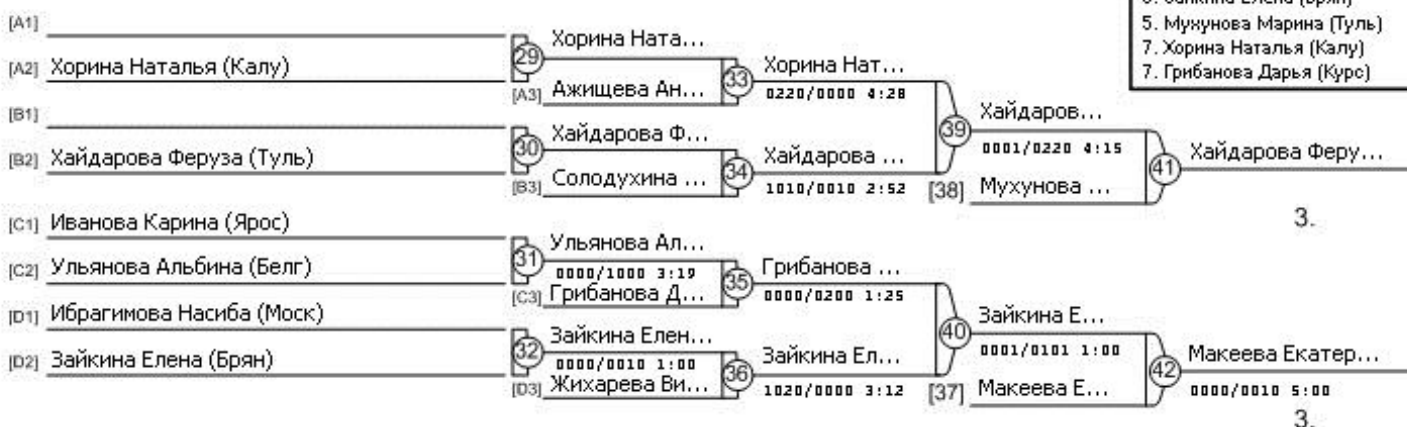 5. Мухунова Марина (Туль)
7. Хорина Наталья (Калу)
7. Грибанова Дарья (Курс)
[A1]
[A2] Хорина Наталья (Калу)
[B1]
[B2] Хайдарова Феруза (Туль)
[C1] Иванова Карина (Ярос)
[C2] Ульянова Альбина (Белг)
[D1] Ибрагимова Насиба (Моск)
[D2] Зайкина Елена (Брян)
29
Хорина Ната...
[A3] Ажищева Ан...
30
Хайдарова Ф...
[B3] Солодухина ...
31
Ульянова Ал...
0000/1000 3:19
[C3] Грибанова Д...
32
Зайкина Елен...
0000/0010 1:00
[D3] Жихарева Ви...
33
Хорина Нат...
0220/0000 4:28
34
Хайдарова ...
1010/0010 2:52
35
Грибанова ...
0000/0200 1:25
36
Зайкина Ел...
1020/0000 3:12
39
Хайдаров...
0001/0220 4:15
[38] Мухунова ...
40
Зайкина Е...
0001/0101 1:00
[37] Макеева Е...
41
Хайдарова Феру...
3.
42
Макеева Екатер...
0000/0010 5:00
3.